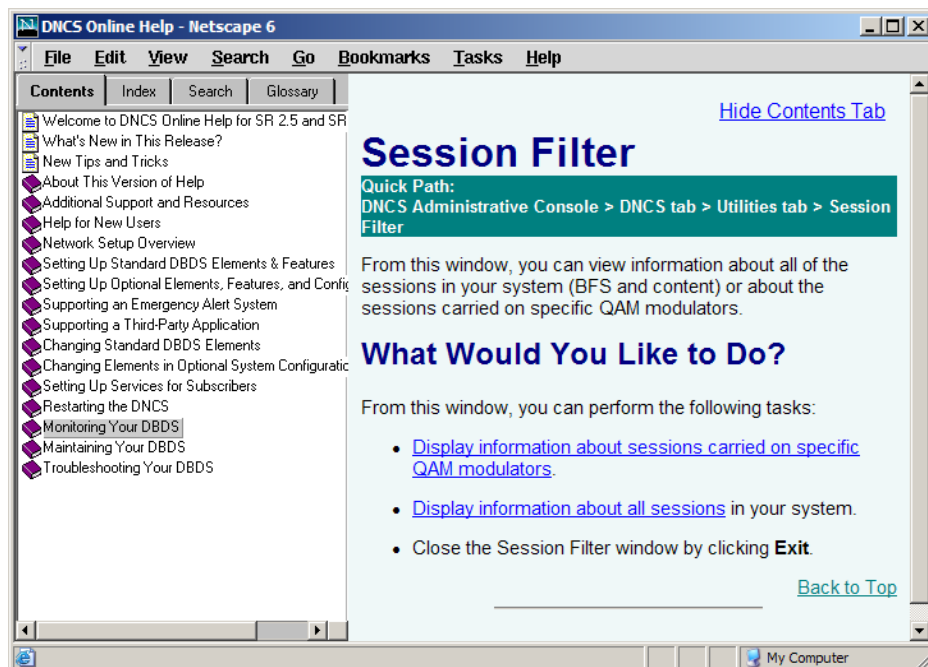 DNCS Online Help - Netscape 6
File Edit View Search Go Bookmarks Tasks Help
Contents Index Search Glossary
Welcome to DNCS Online Help for SR 2.5 and SR
What's New in This Release?
New Tips and Tricks
About This Version of Help
Additional Support and Resources
Help for New Users
Network Setup Overview
Setting Up Standard DBDS Elements & Features
Setting Up Optional Elements, Features, and Config
Supporting an Emergency Alert System
Supporting a Third-Party Application
Changing Standard DBDS Elements
Changing Elements in Optional System Configuratic
Setting Up Services for Subscribers
Restarting the DNCS
Monitoring Your DBDS
Maintaining Your DBDS
Troubleshooting Your DBDS
Hide Contents Tab
Session Filter
Quick Path:
DNCS Administrative Console > DNCS tab > Utilities tab > Session
Filter
From this window, you can view information about all of the
sessions in your system (BFS and content) or about the
sessions carried on specific QAM modulators.
What Would You Like to Do?
From this window, you can perform the following tasks:
• Display information about sessions carried on specific
QAM modulators.
• Display information about all sessions in your system.
• Close the Session Filter window by clicking Exit.
Back to Top
My Computer